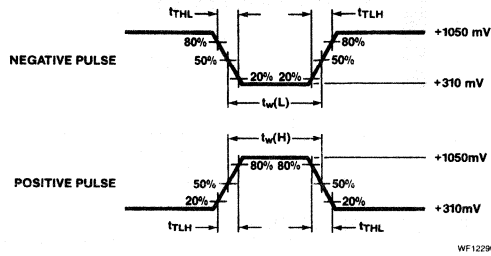 tTHL tTLH
80% 80% +1050 mV
NEGATIVE PULSE 50% 50%
20% 20% +310 mV
tw(L)
tw(H)
80% 80% +1050mV
POSITIVE PULSE 50% 50%
20% 20% +310mV
tTLH tTHL